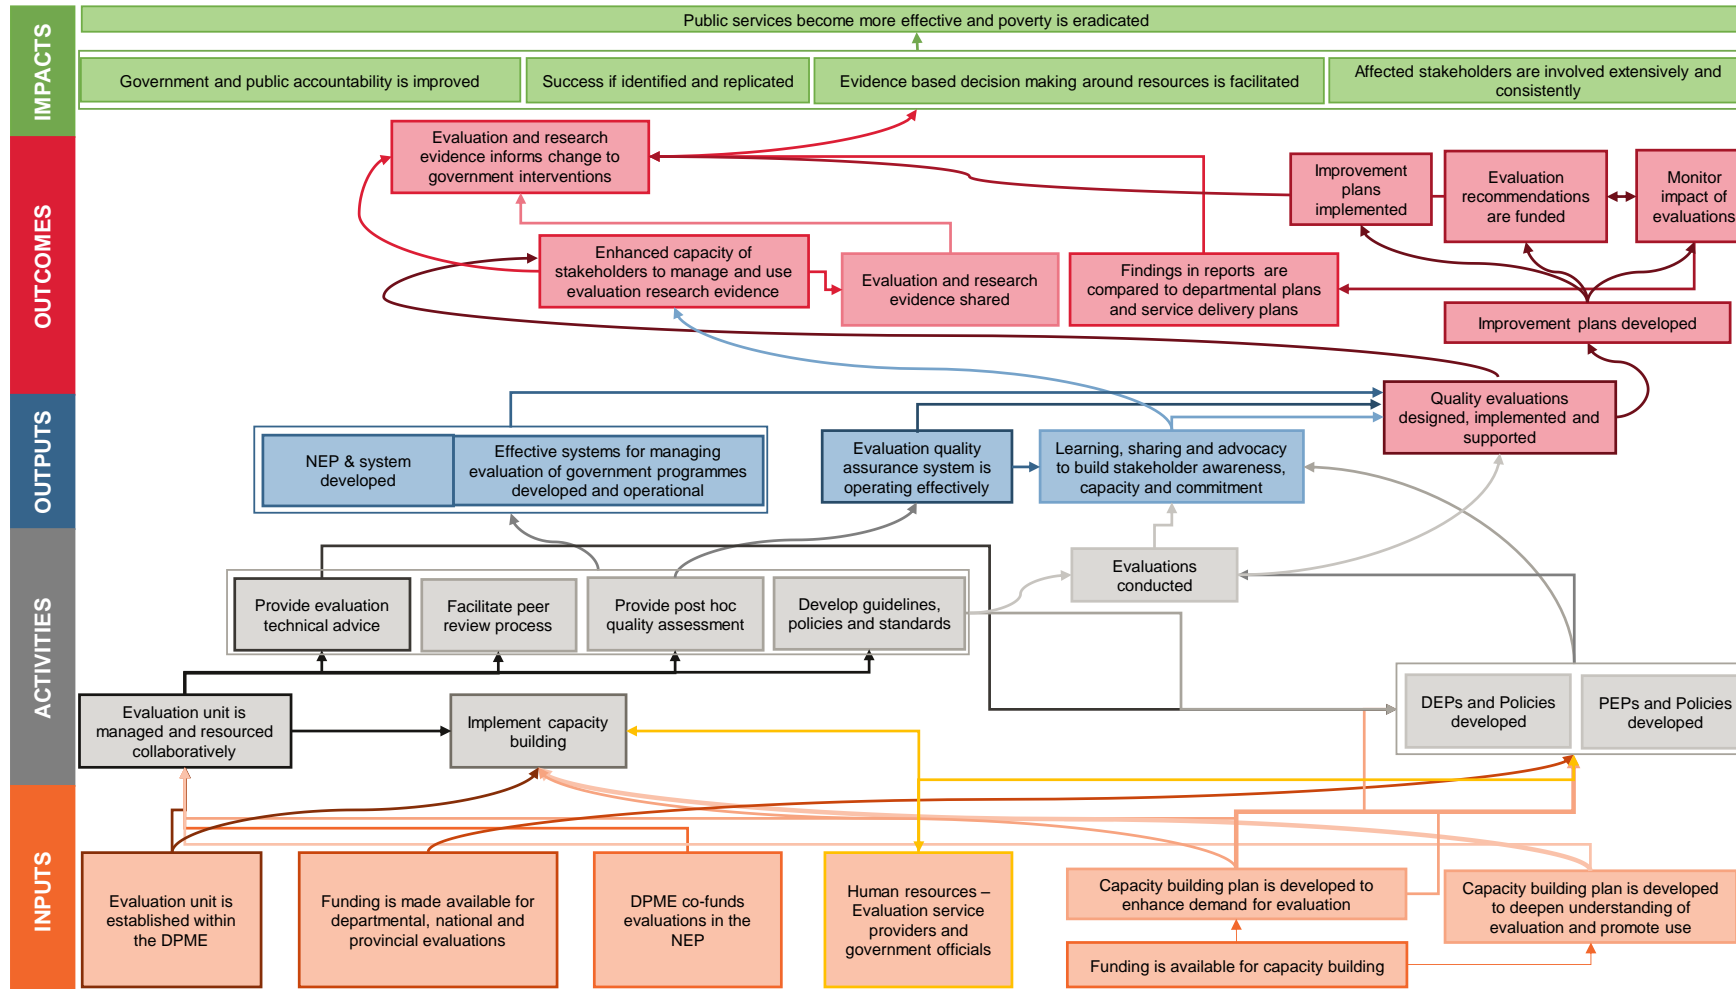 IMPACTS
Public services become more effective and poverty is eradicated
Government and public accountability is improved
Success if identified and replicated
Evidence based decision making around resources is facilitated
Affected stakeholders are involved extensively and
consistently
OUTCOMES
Evaluation and research
evidence informs change to
government interventions
Improvement
plans
implemented
Evaluation
recommendations
are funded
Monitor
impact of
evaluations
Enhanced capacity of
stakeholders to manage and use
evaluation research evidence
Evaluation and research
evidence shared
Findings in reports are
compared to departmental plans
and service delivery plans
Improvement plans developed
Quality evaluations
designed, implemented and
supported
OUTPUTS
NEP & system
developed
Effective systems for managing
evaluation of government programmes
developed and operational
Evaluation quality
assurance system is
operating effectively
Learning, sharing and advocacy
to build stakeholder awareness,
capacity and commitment
ACTIVITIES
Evaluations
conducted
Provide evaluation
technical advice
Facilitate peer
review process
Provide post hoc
quality assessment
Develop guidelines,
policies and standards
Evaluation unit is
managed and resourced
collaboratively
Implement capacity
building
DEPs and Policies
developed
PEPs and Policies
developed
INPUTS
Evaluation unit is
established within
the DPME
Funding is made available for
departmental, national and
provincial evaluations
DPME co-funds
evaluations in the
NEP
Human resources –
Evaluation service
providers and
government officials
Capacity building plan is developed to
enhance demand for evaluation
Capacity building plan is developed
to deepen understanding of
evaluation and promote use
Funding is available for capacity building